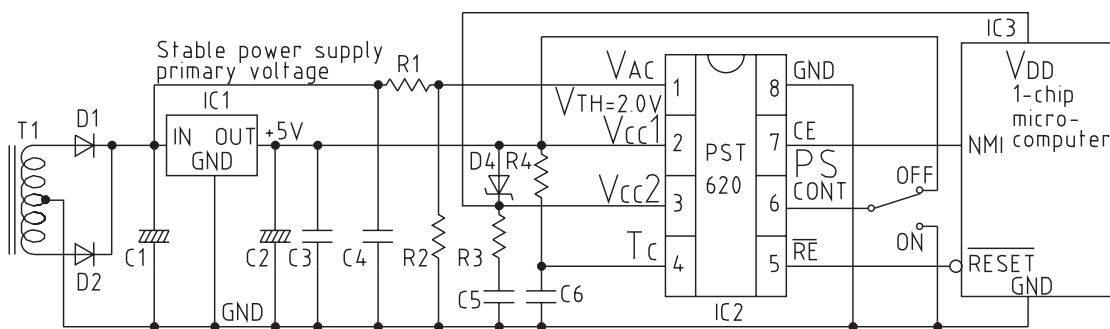 IC3
Stable power supply
primary voltage
R1
VAC
1
8
GND
VDD
1-chip
micro-
computer
VTH=2.0V
T1
D1
IC1
IN OUT
GND
+5V
VCC1
2
7
CE
NMI
D4
R4
PST
620
PS
CONT
OFF
VCC2
3
6
C1
C2
C3
C4
R2
R3
TC
4
5
RE
ON
RESET
D2
C5
C6
GND
IC2
GND